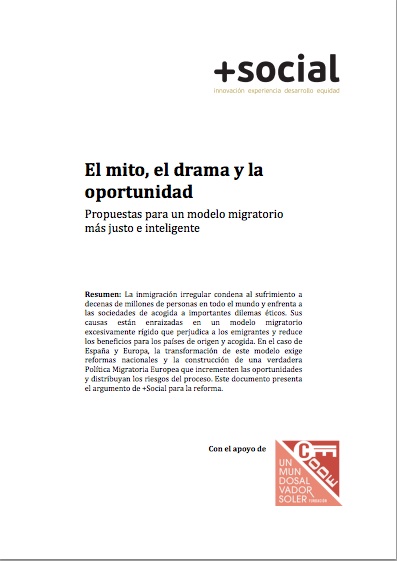 +social
innovación experiencia desarrollo equidad
El mito, el drama y la
oportunidad
Propuestas para un modelo migratorio
más justo e inteligente
Resumen: La inmigración irregular condena al sufrimiento a
decenas de millones de personas en todo el mundo y enfrenta a
las sociedades de acogida a importantes dilemas éticos. Sus
causas están enraizadas en un modelo migratorio
excesivamente rígido que perjudica a los emigrantes y reduce
los beneficios para los países de origen y acogida. En el caso de
España y Europa, la transformación de este modelo exige
reformas nacionales y la construcción de una verdadera
Política Migratoria Europea que incrementen las oportunidades
y distribuyan los riesgos del proceso. Este documento presenta
el argumento de +Social para la reforma.
Con el apoyo de
UN
MUN
DOSAL
VADOR
SOLER
FUNDACIÓN